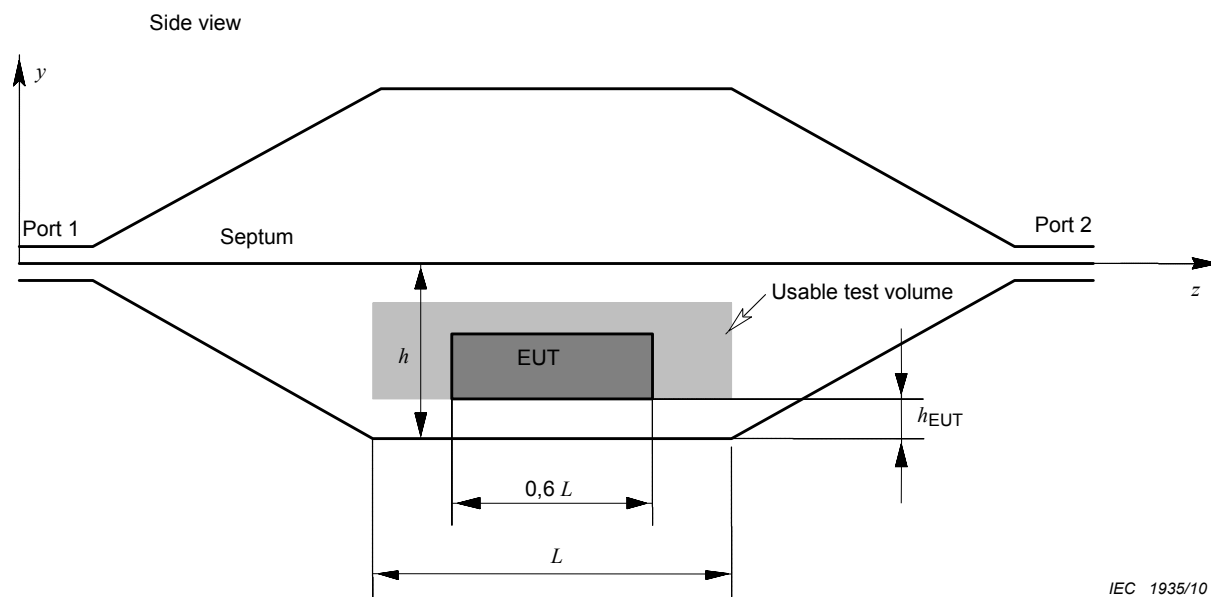 Side view
y
Port 1
Septum
Port 2
z
Usable test volume
h
EUT
hEUT
0,6 L
L
IEC 1935/10